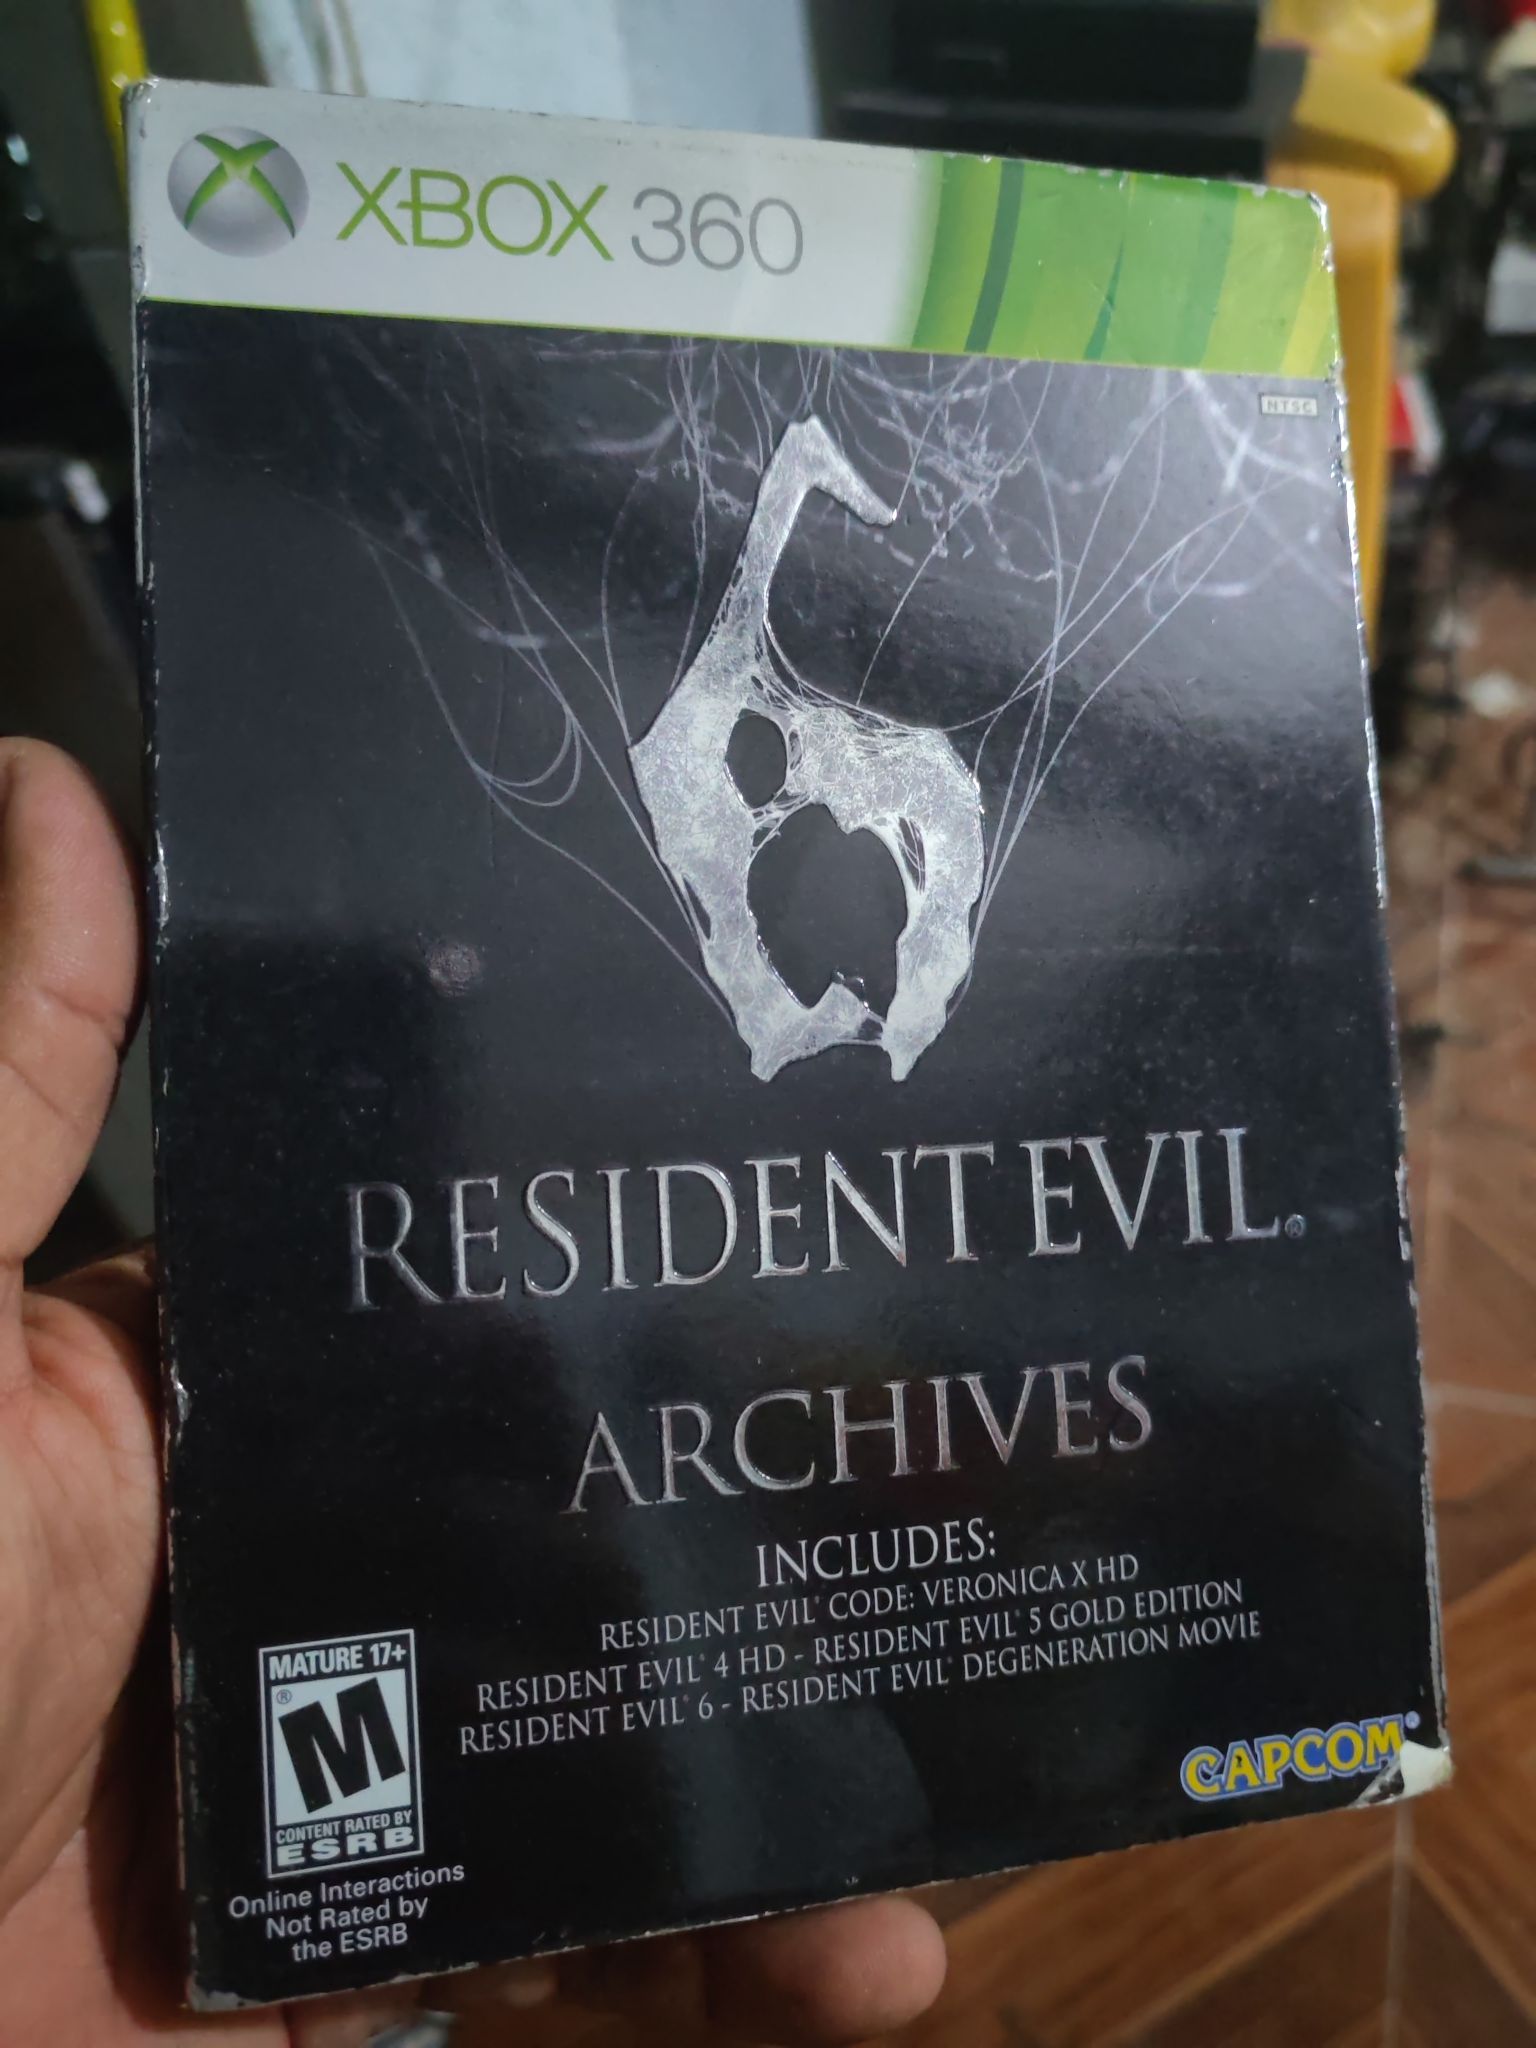 XBOX 360
NTSC
6
RESIDENT EVIL®
ARCHIVES
INCLUDES:
RESIDENT EVIL® CODE: VERONICA X HD
RESIDENT EVIL® 4 HD - RESIDENT EVIL® 5 GOLD EDITION
RESIDENT EVIL® 6 - RESIDENT EVIL® DEGENERATION MOVIE
MATURE 17+
® M
CONTENT RATED BY
ESRB
Online Interactions
Not Rated by
the ESRB
CAPCOM®